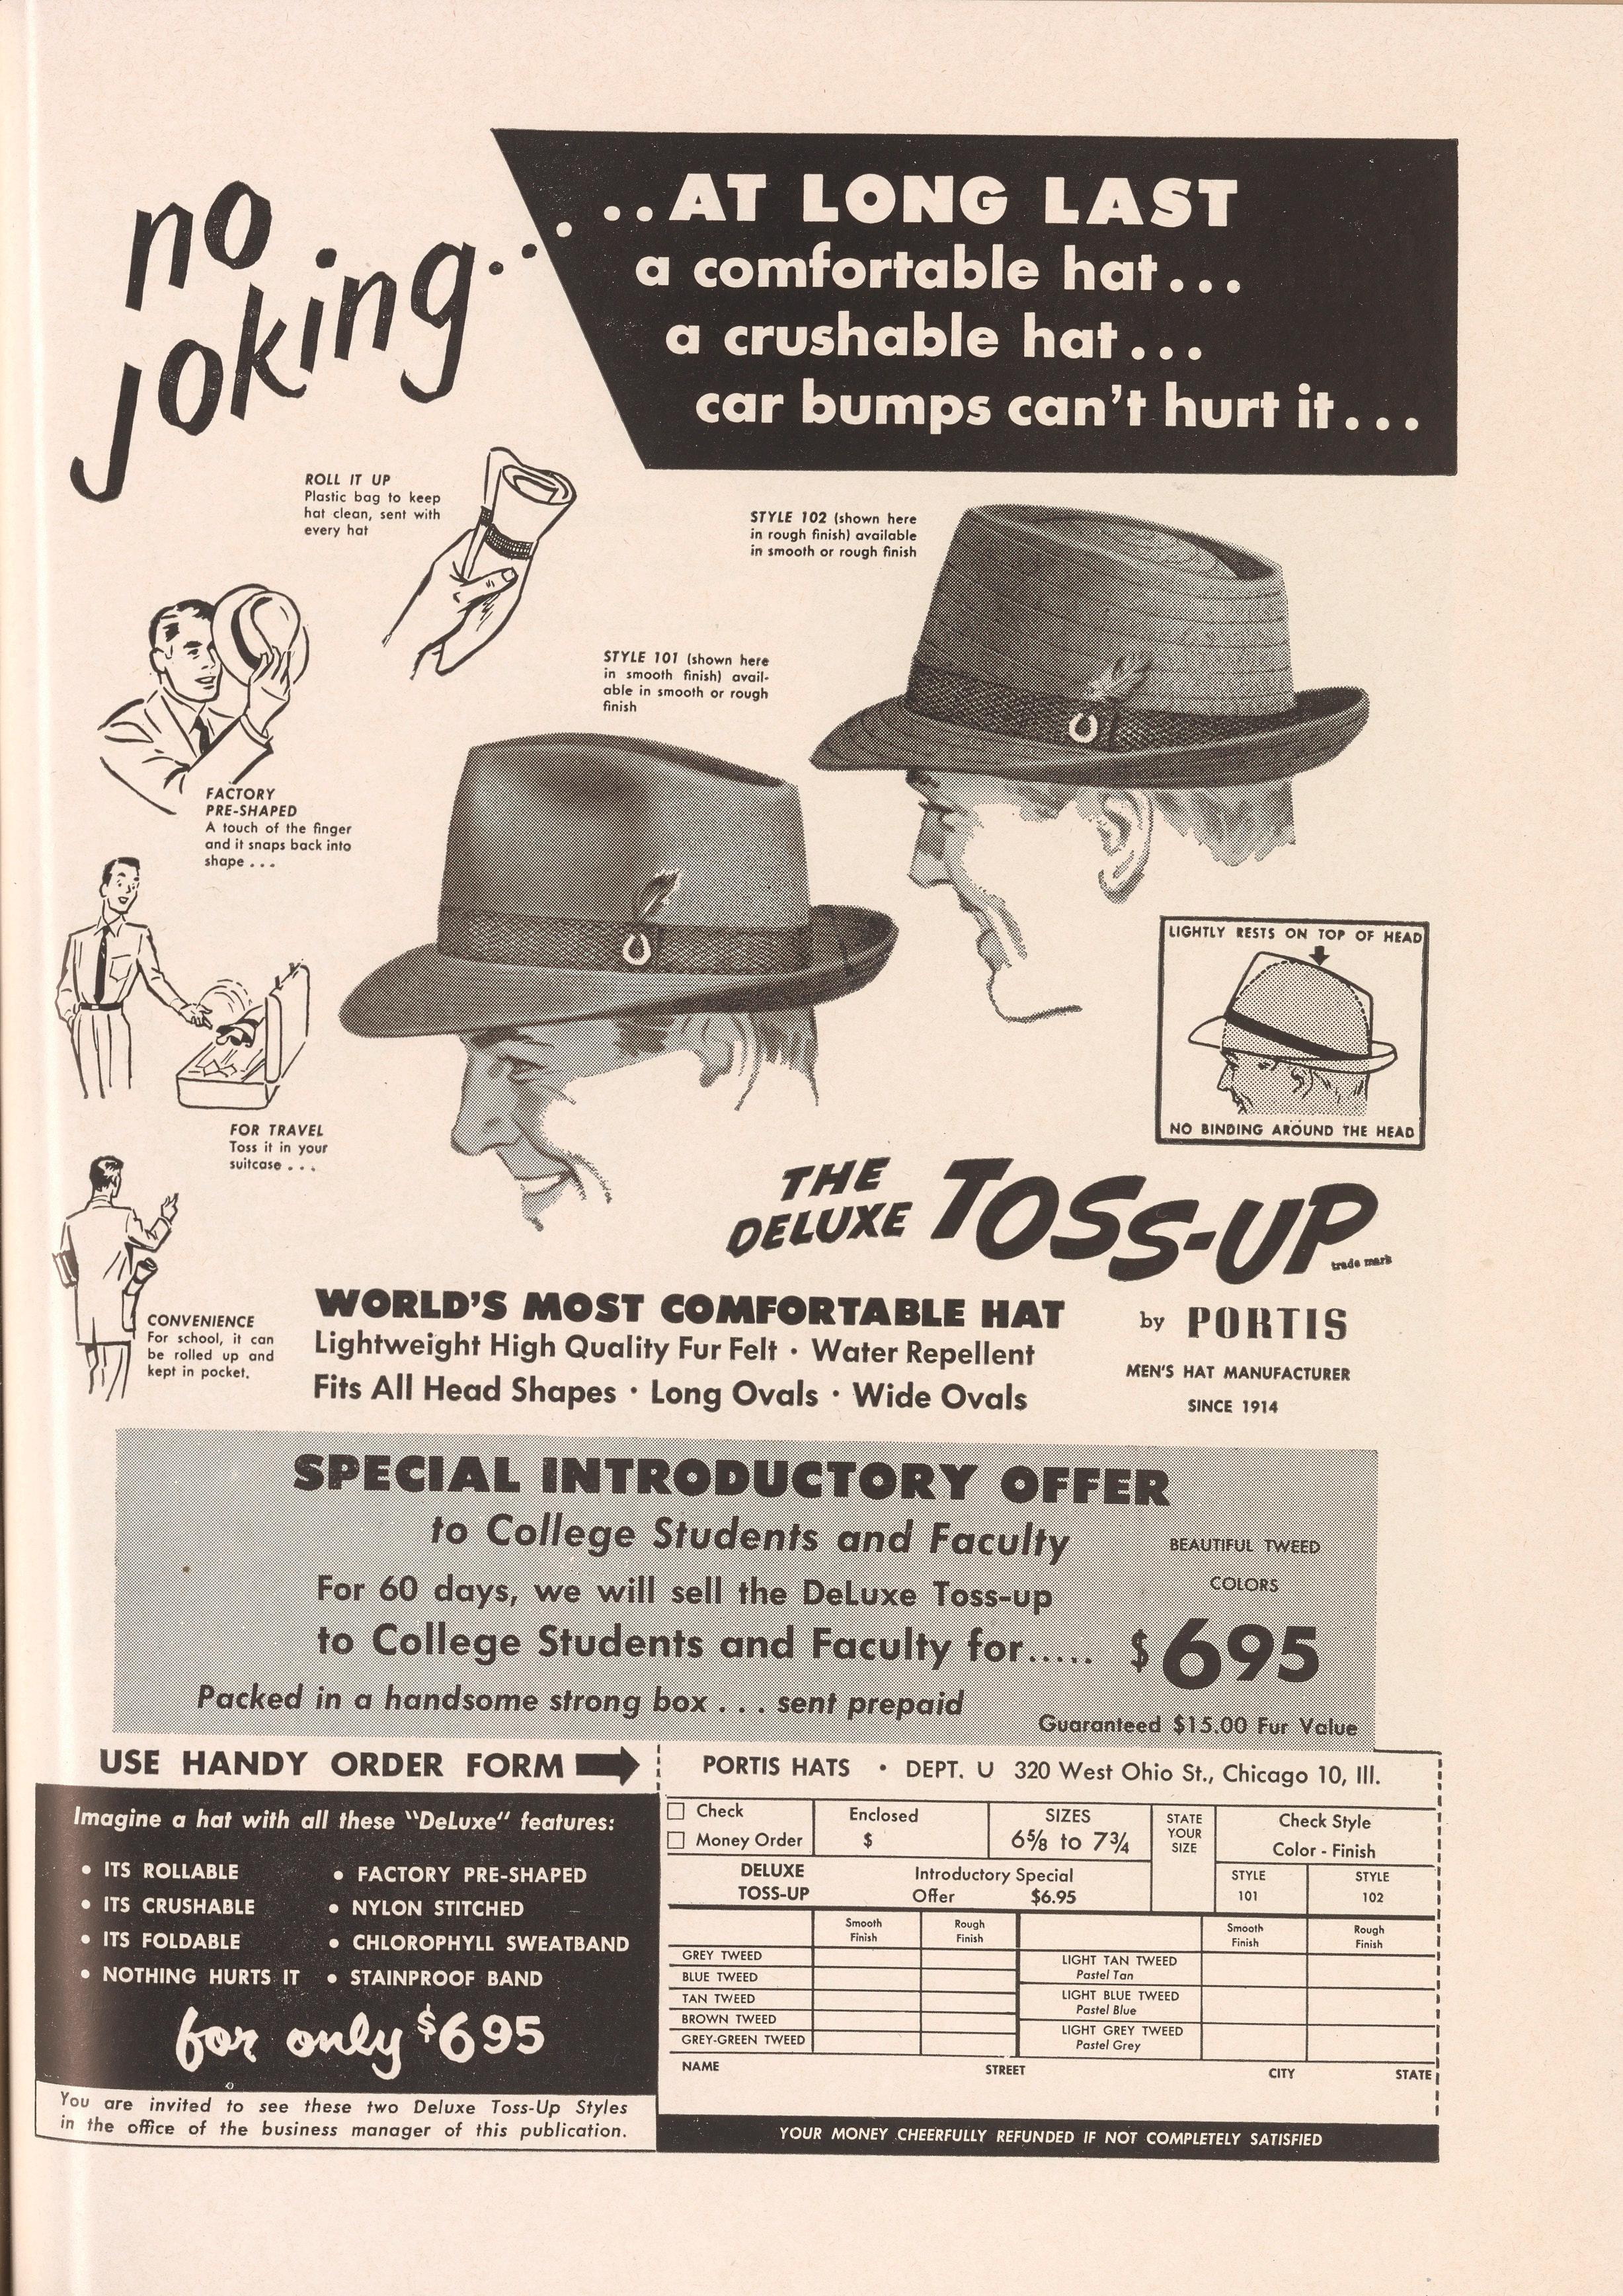 no
joking...
..AT LONG LAST
a comfortable hat...
a crushable hat...
car bumps can't hurt it...
ROLL IT UP
Plastic bag to keep
hat clean, sent with
every hat
STYLE 102 (shown here
in rough finish) available
in smooth or rough finish
STYLE 101 (shown here
in smooth finish) avail-
able in smooth or rough
finish
FACTORY
PRE-SHAPED
A touch of the finger
and it snaps back into
shape ...
LIGHTLY RESTS ON TOP OF HEAD
NO BINDING AROUND THE HEAD
FOR TRAVEL
Toss it in your
suitcase ...
THE
DELUXE TOSS-UP
trade mark
CONVENIENCE
For school, it can
be rolled up and
kept in pocket.
WORLD'S MOST COMFORTABLE HAT
Lightweight High Quality Fur Felt · Water Repellent
Fits All Head Shapes · Long Ovals · Wide Ovals
by PORTIS
MEN'S HAT MANUFACTURER
SINCE 1914
SPECIAL INTRODUCTORY OFFER
to College Students and Faculty
For 60 days, we will sell the DeLuxe Toss-up
to College Students and Faculty for.....
BEAUTIFUL TWEED
COLORS
$695
Packed in a handsome strong box ... sent prepaid
Guaranteed $15.00 Fur Value
USE HANDY ORDER FORM
Imagine a hat with all these "DeLuxe" features:
• ITS ROLLABLE
• ITS CRUSHABLE
• ITS FOLDABLE
• NOTHING HURTS IT
• FACTORY PRE-SHAPED
• NYLON STITCHED
• CHLOROPHYLL SWEATBAND
• STAINPROOF BAND
for only $695
You are invited to see these two Deluxe Toss-Up Styles
in the office of the business manager of this publication.
PORTIS HATS • DEPT. U 320 West Ohio St., Chicago 10, Ill.
Check
Money Order
Enclosed
$
SIZES
6⅝ to 7¾
STATE
YOUR
SIZE
Check Style
Color - Finish
DELUXE
TOSS-UP
Introductory Special
Offer $6.95
STYLE
101
STYLE
102
Smooth
Finish
Rough
Finish
Smooth
Finish
Rough
Finish
GREY TWEED
BLUE TWEED
TAN TWEED
BROWN TWEED
GREY-GREEN TWEED
LIGHT TAN TWEED
Pastel Tan
LIGHT BLUE TWEED
Pastel Blue
LIGHT GREY TWEED
Pastel Grey
NAME STREET CITY STATE
YOUR MONEY CHEERFULLY REFUNDED IF NOT COMPLETELY SATISFIED